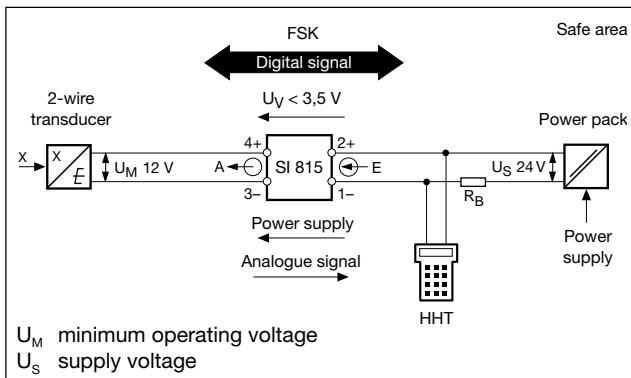 FSK
Safe area
Digital signal
2-wire
transducer
U_V < 3,5 V
Power pack
X
X
E
U_M 12 V
4+
A
3–
SI 815
2+
E
1–
U_S 24 V
R_B
Power supply
Analogue signal
HHT
Power
supply
U_M minimum operating voltage
U_S supply voltage